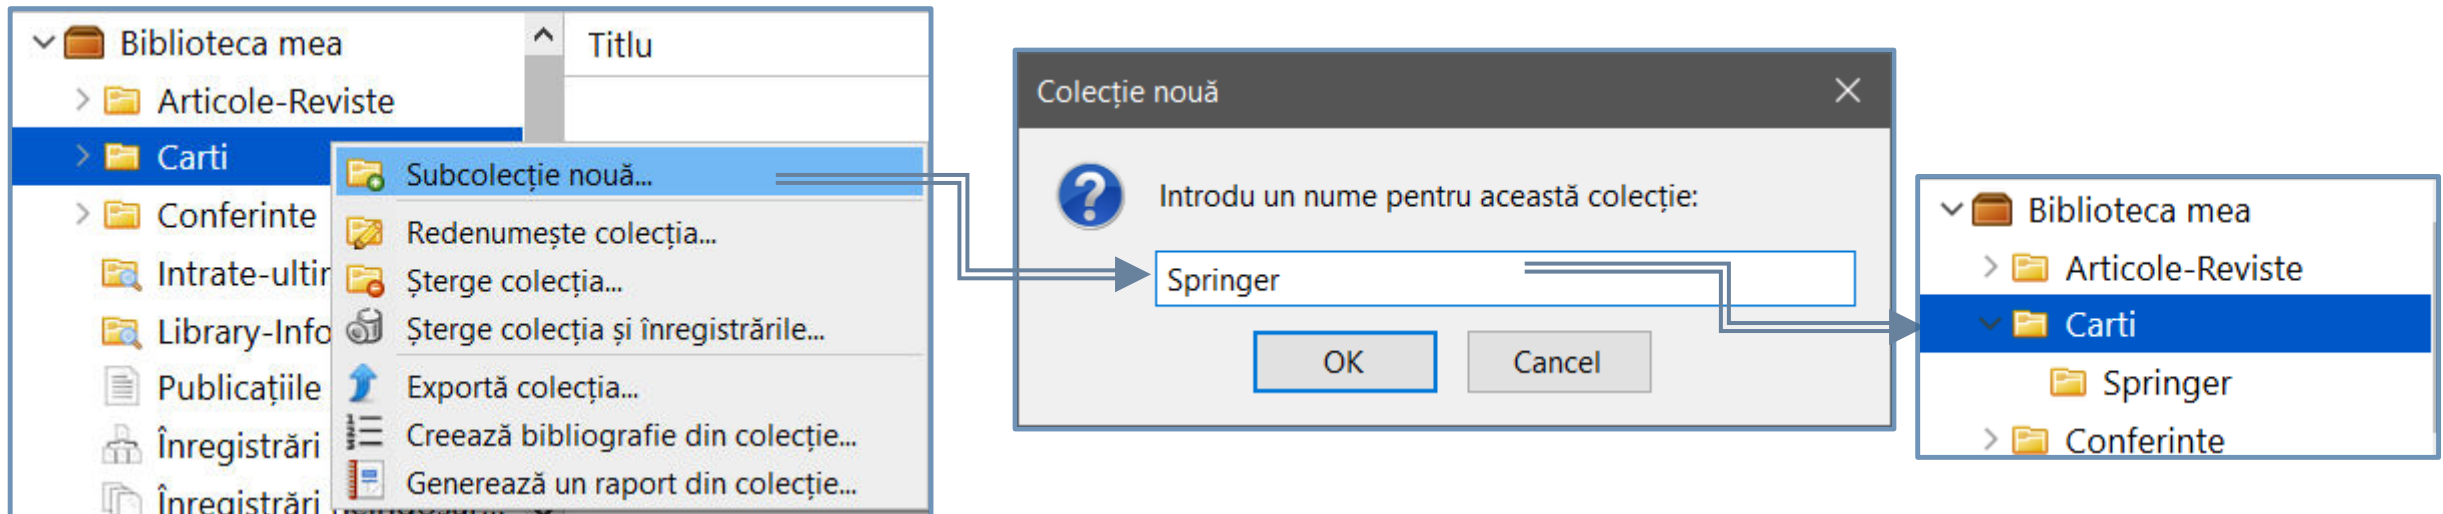 Biblioteca mea
Titlu
Articole-Reviste
Carti
Conferinte
Intrate-ultir
Library-Info
Publicațiile
Înregistrări
Înregistrări
Subcolecție nouă...
Redenumește colecția...
Șterge colecția...
Șterge colecția și înregistrările...
Exportă colecția...
Creează bibliografie din colecție...
Generează un raport din colecție...
Colecție nouă
Introdu un nume pentru această colecție:
Springer
OK
Cancel
Biblioteca mea
Articole-Reviste
Carti
Springer
Conferinte